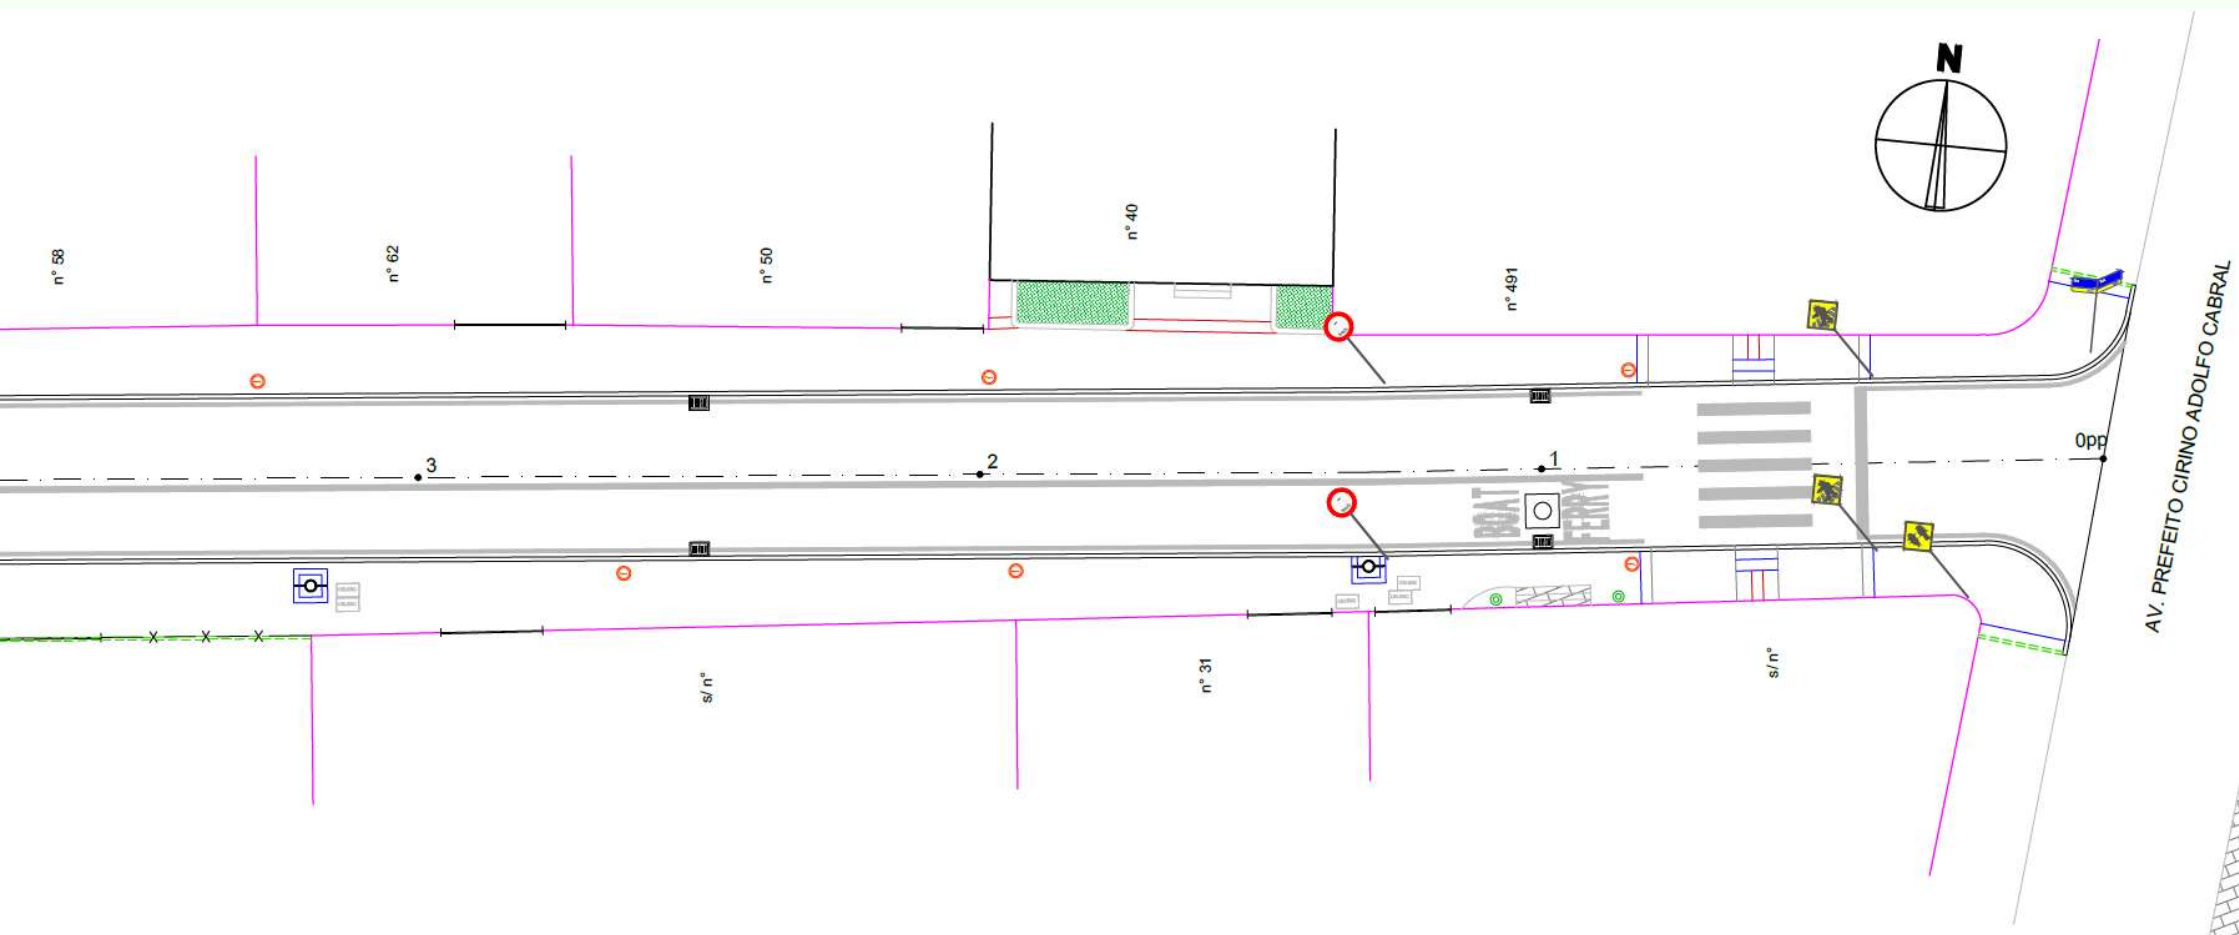 N
n° 58
n° 62
n° 50
n° 40
n° 491
AV. PREFEITO CIRINO ADOLFO CABRAL
3
2
1
0pp
BOAT
FERRY
s/ n°
n° 31
s/ n°
X X X